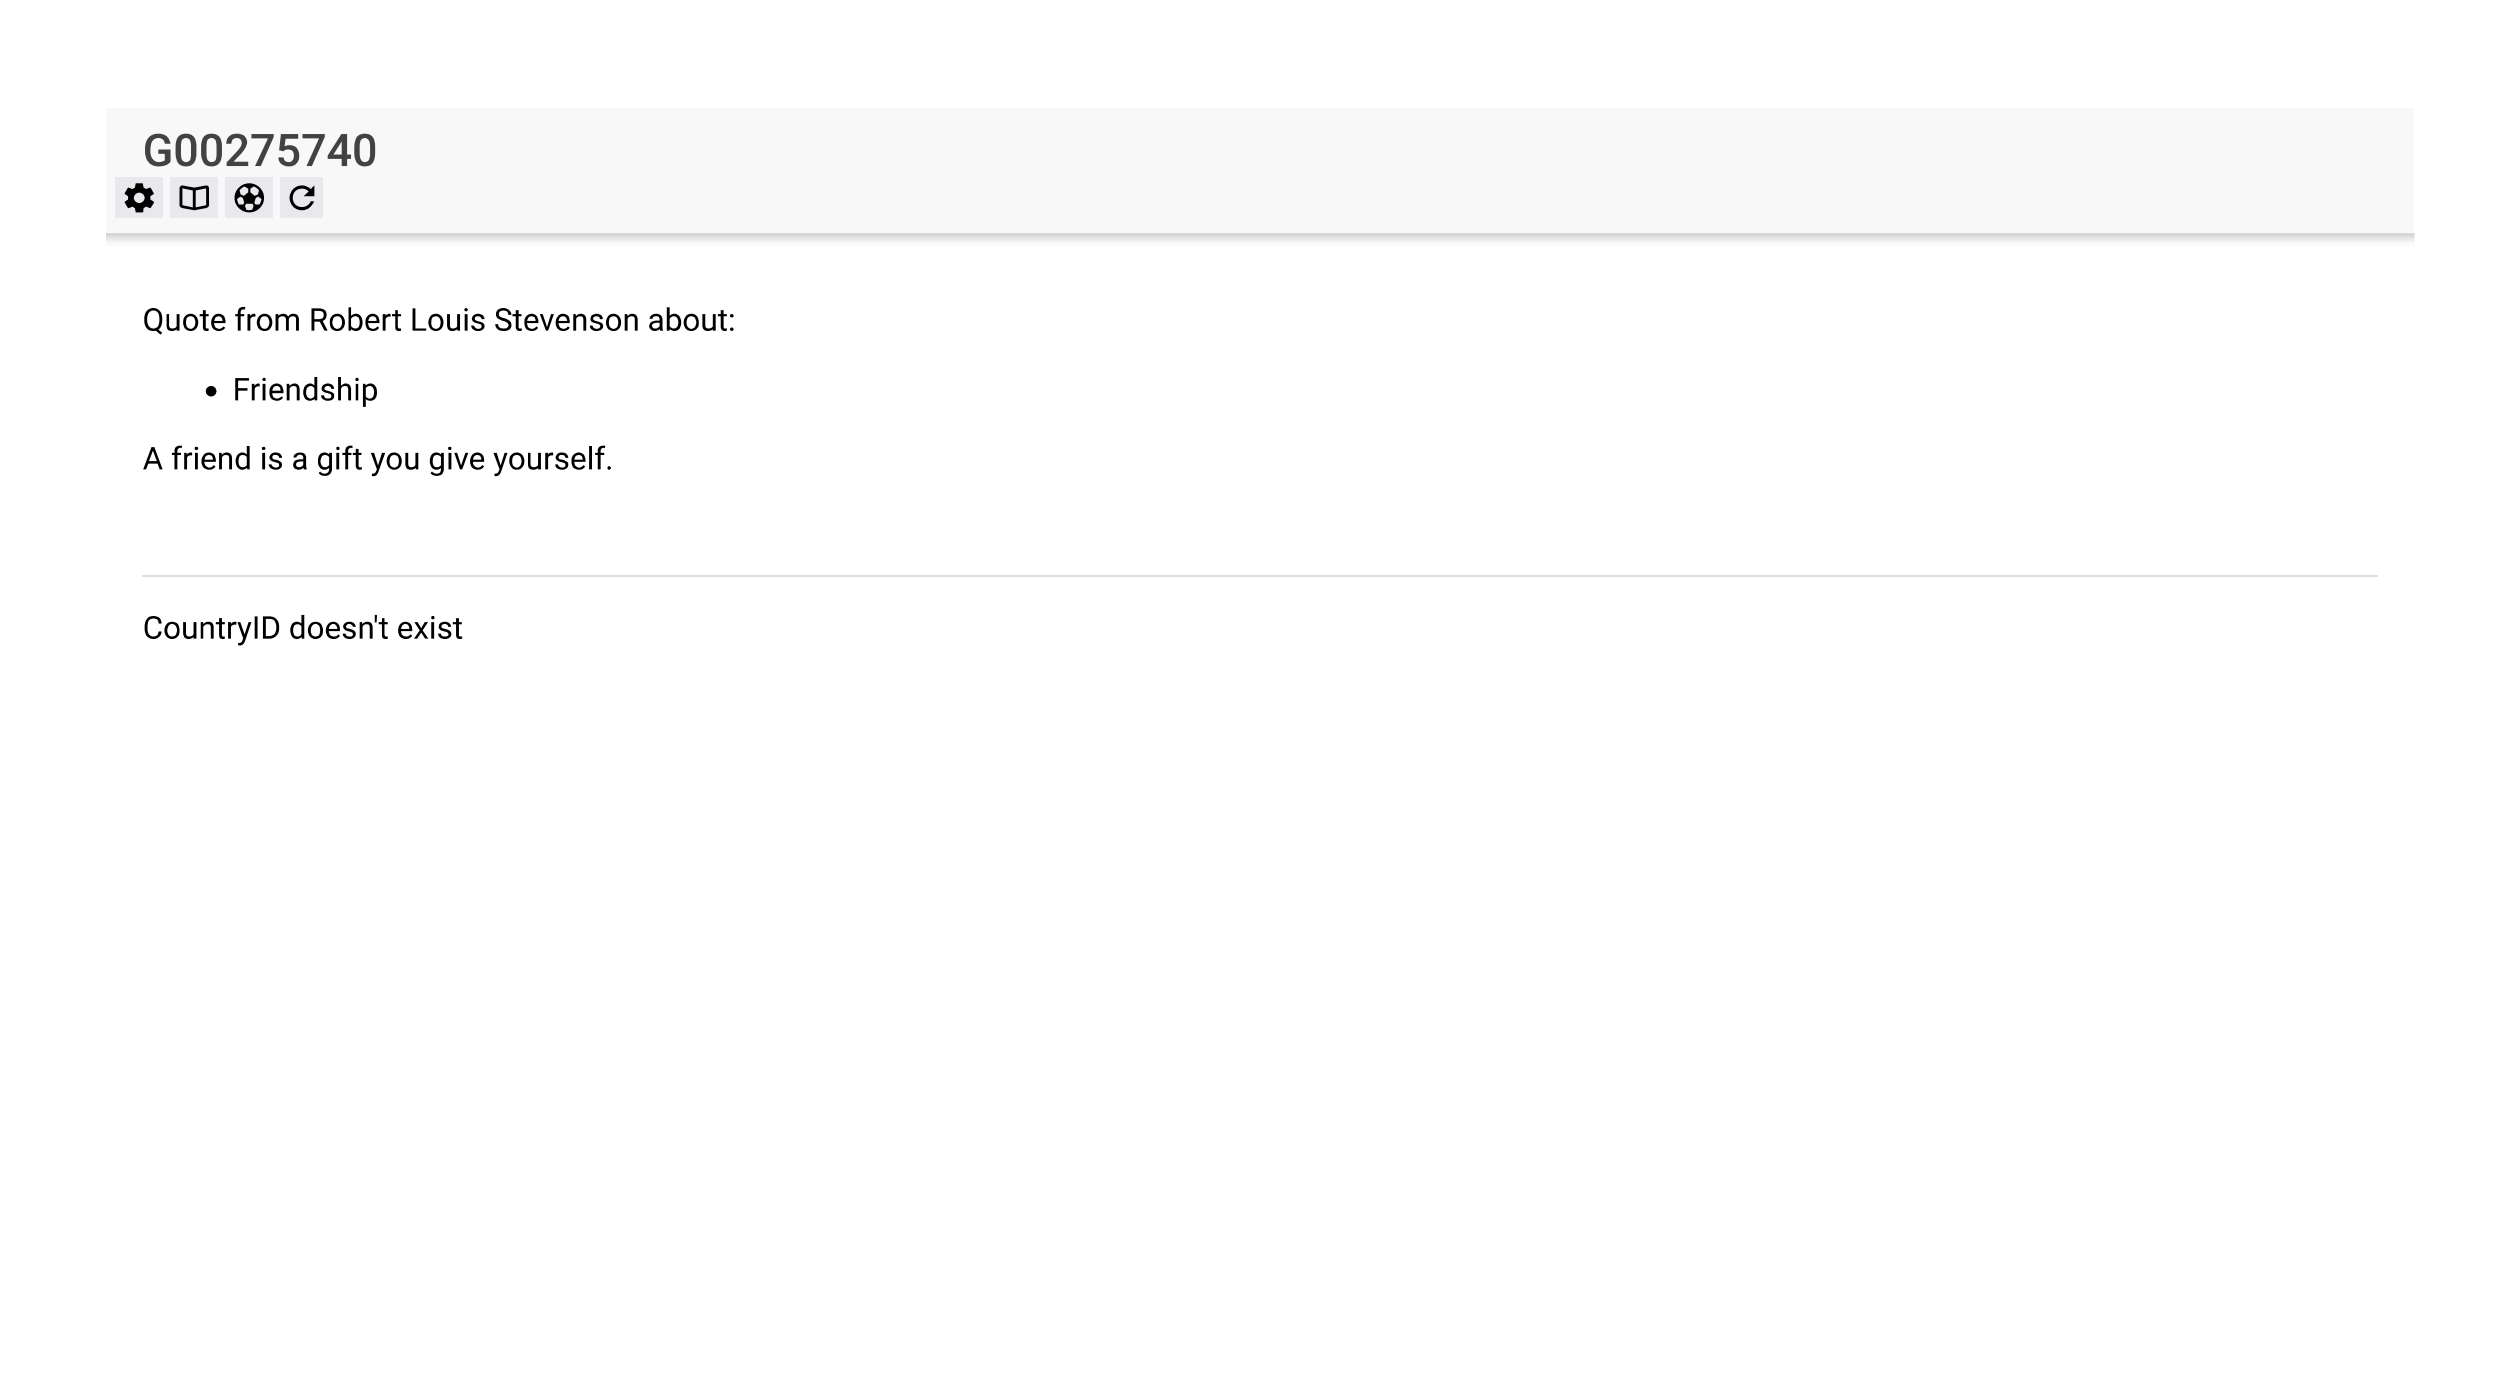 G00275740
Quote from Robert Louis Stevenson about:
Friendship
A friend is a gift you give yourself.
CountryID doesn't exist